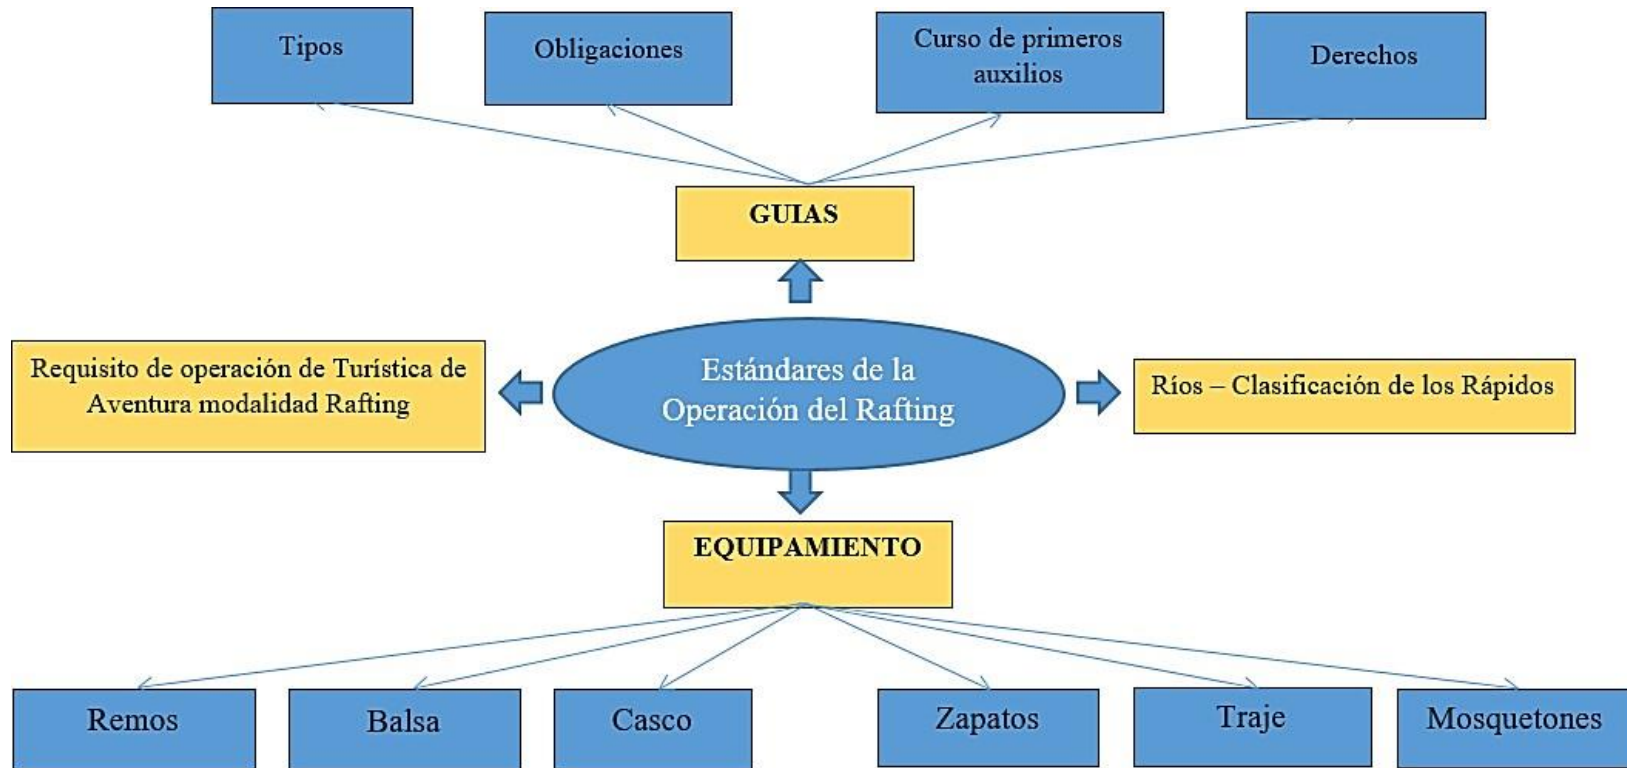 Tipos
Obligaciones
Curso de primeros
auxilios
Derechos
GUIAS
Requisito de operación de Turística de
Aventura modalidad Rafting
Estándares de la
Operación del Rafting
Ríos – Clasificación de los Rápidos
EQUIPAMIENTO
Remos
Balsa
Casco
Zapatos
Traje
Mosquetones